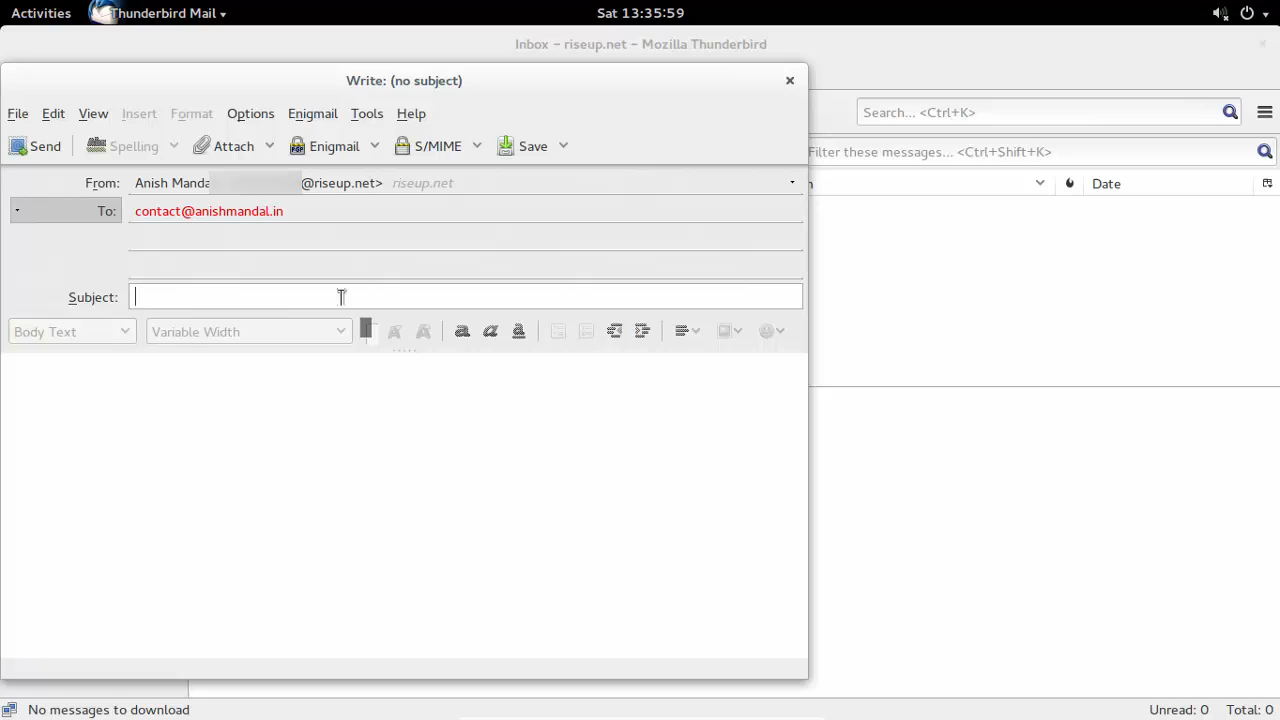 Activities Thunderbird Mail Sat 13:35:59
Inbox – riseup.net – Mozilla Thunderbird
Write: (no subject)
File Edit View Insert Format Options Enigmail Tools Help
Search... <Ctrl+K>
Send Spelling Attach Enigmail S/MIME Save
Filter these messages... <Ctrl+Shift+K>
From: Anish Manda @riseup.net> riseup.net
Date
To: contact@anishmandal.in
Subject:
Body Text Variable Width
No messages to download Unread: 0 Total: 0